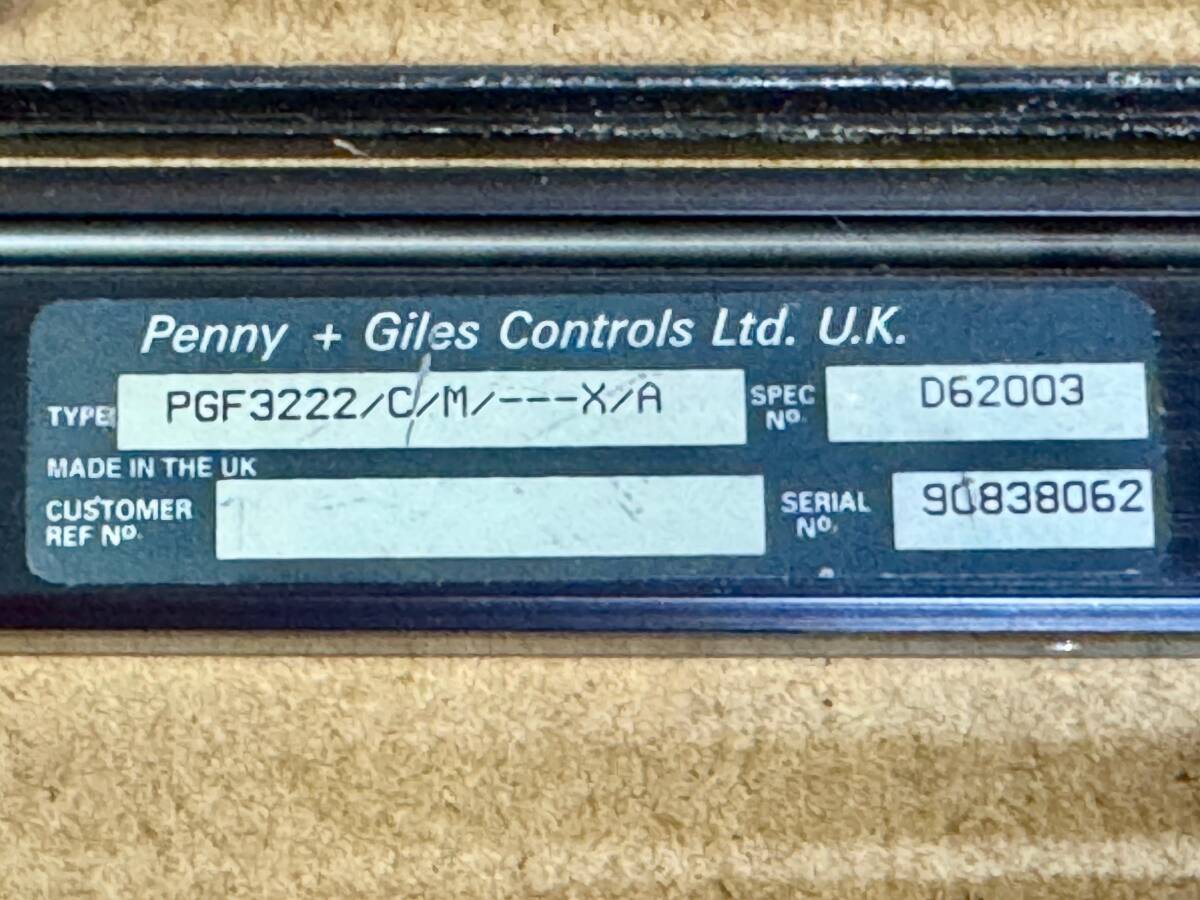 Penny + Giles Controls Ltd. U.K.
TYPE PGF3222/C/M/---X/A SPEC Nº. D62003
MADE IN THE UK
CUSTOMER REF Nº. SERIAL Nº. 90838062